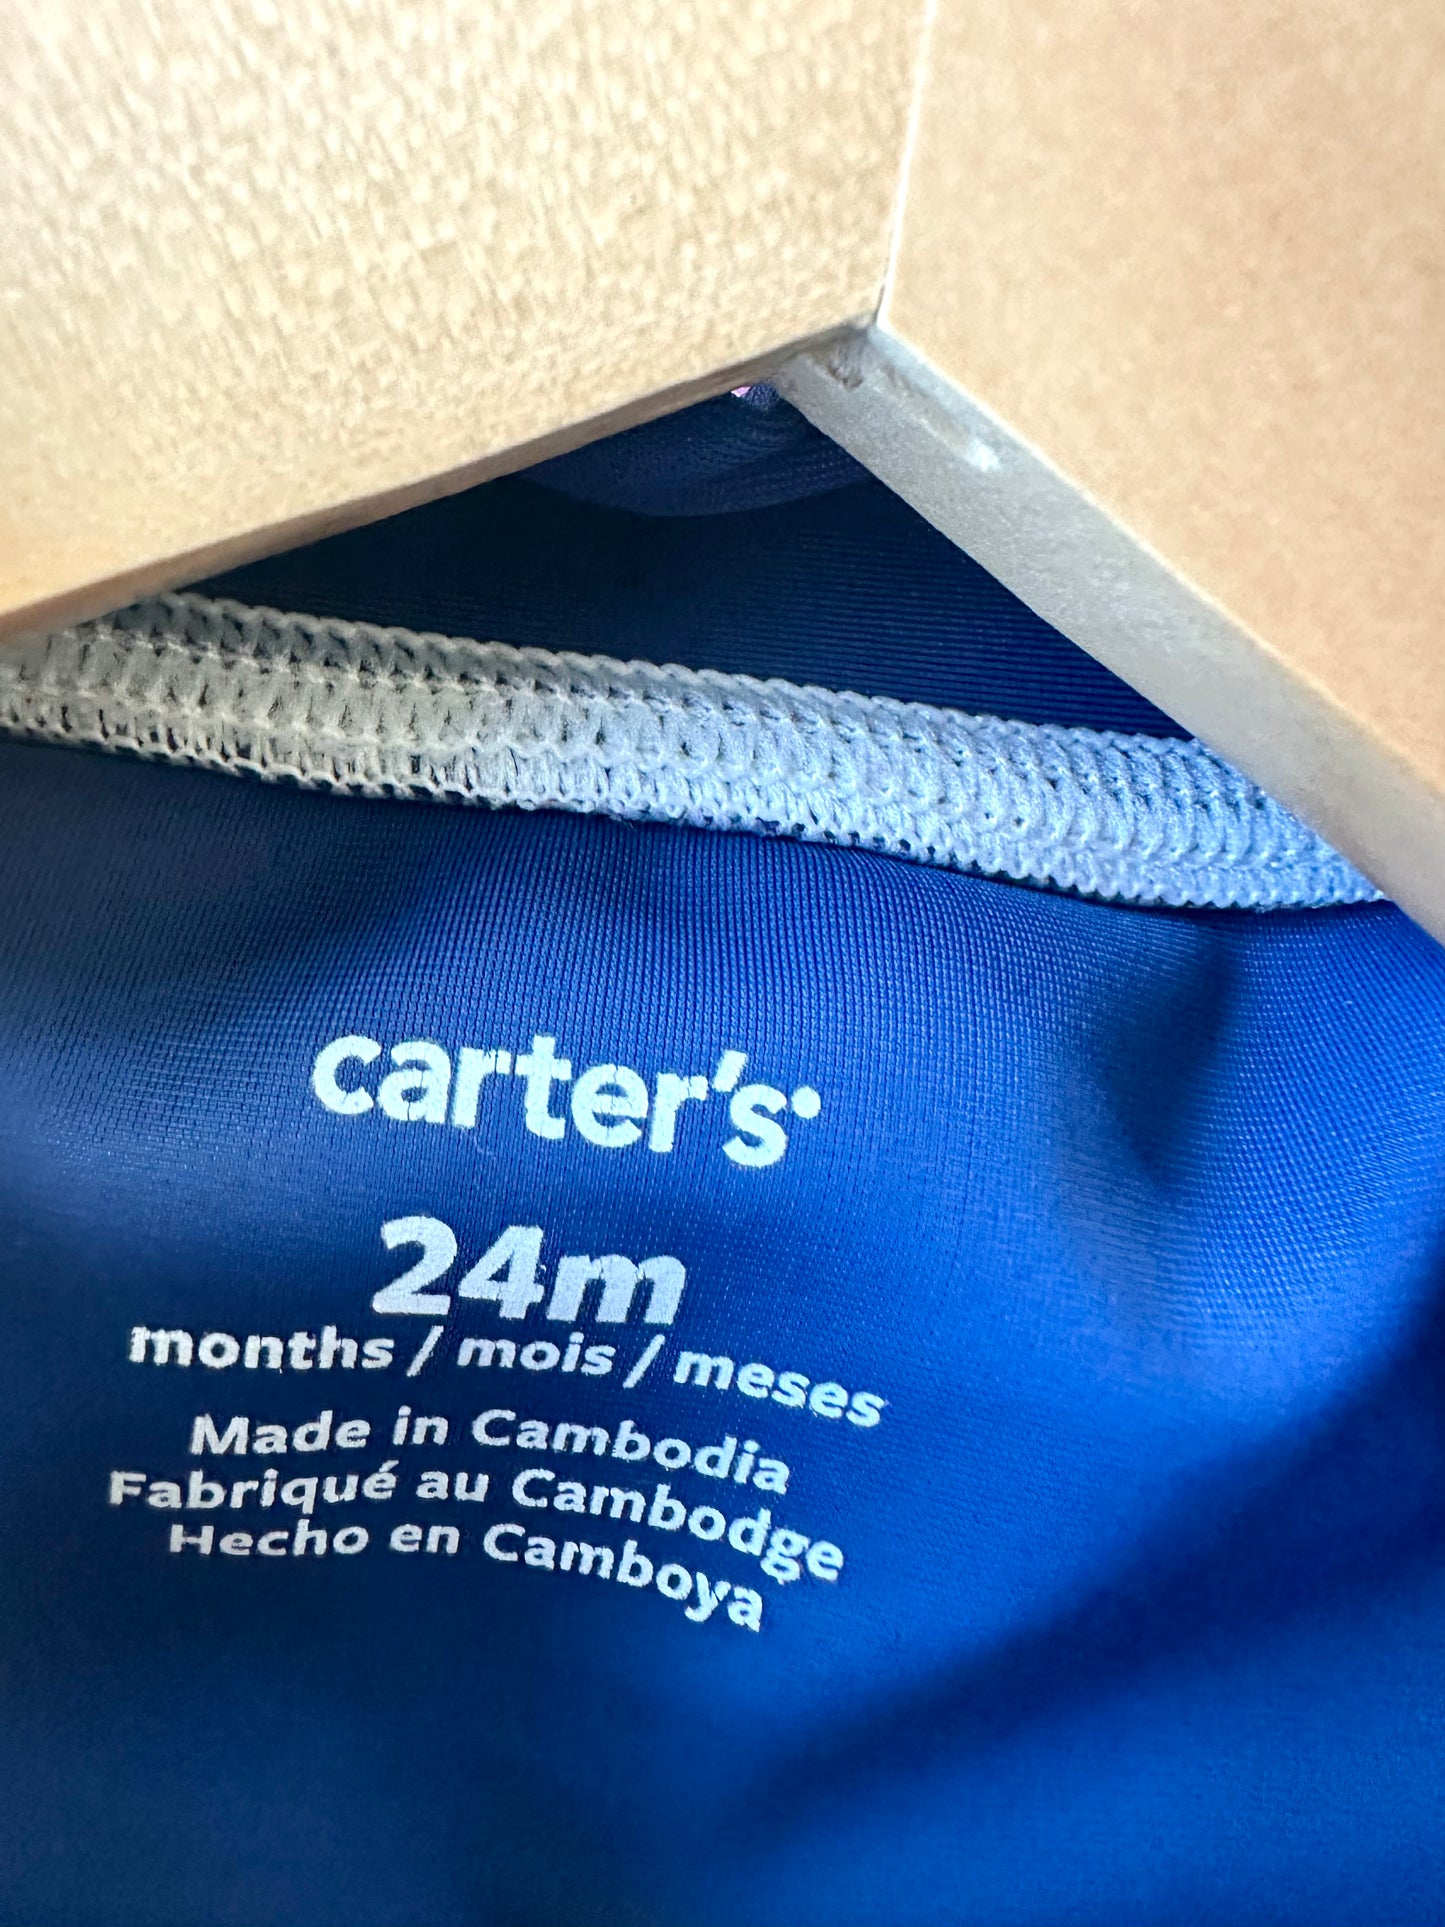 carter's
24m
months / mois / meses
Made in Cambodia
Fabriqué au Cambodge
Hecho en Camboya